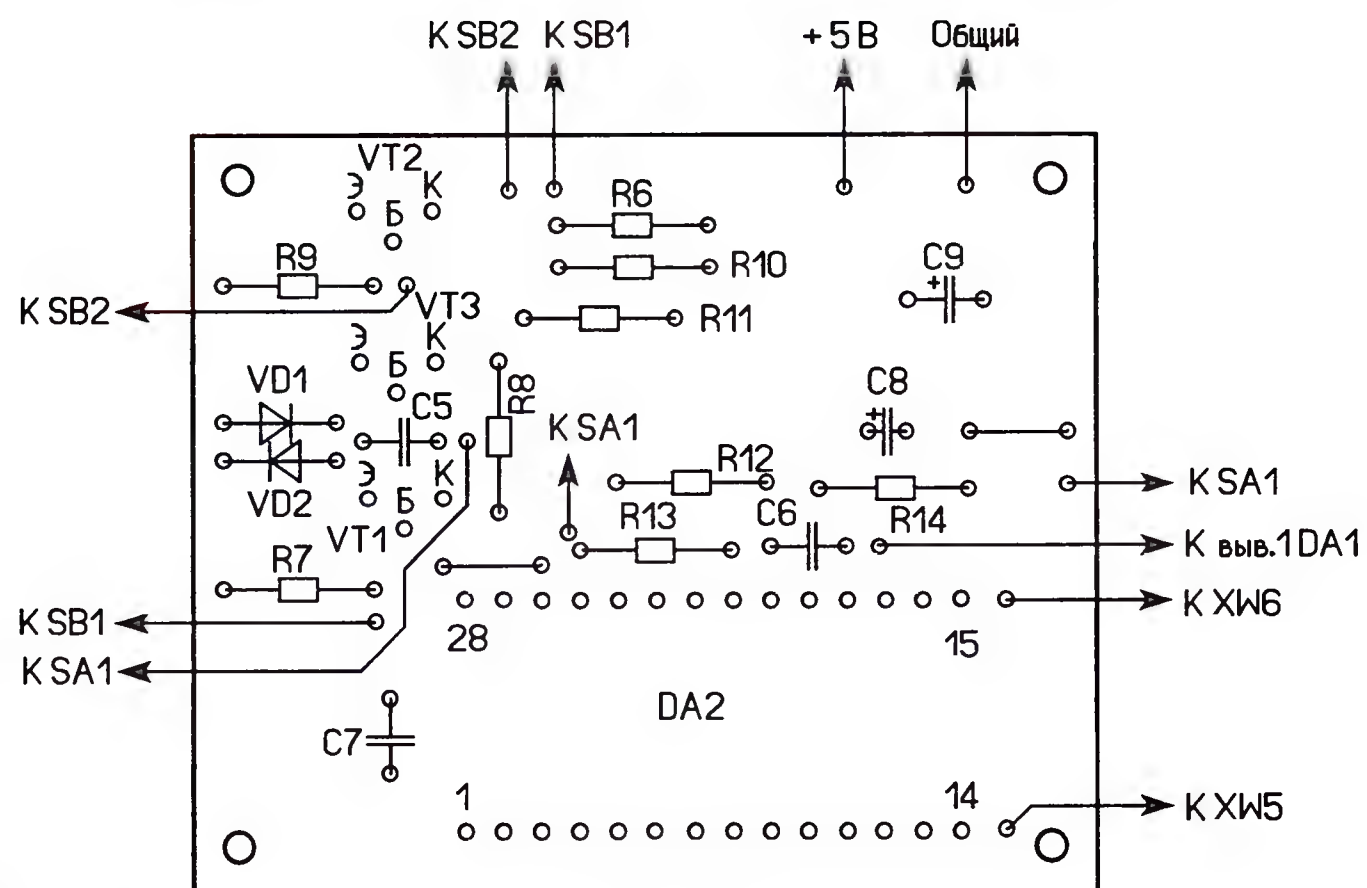 К SB2 К SB1 +5В Общий
VT2
Э К
Б
R6
R9
R10
C9
+
К SB2
VT3
R11
Э К
Б
R8
VD1
C5
C8
+
К SA1
Э К
Б
R12
VD2
К SA1
VT1
R13
C6
R14
К выв.1 DA1
R7
К XW6
К SB1
28 15
К SA1
DA2
C7
1 14
К XW5